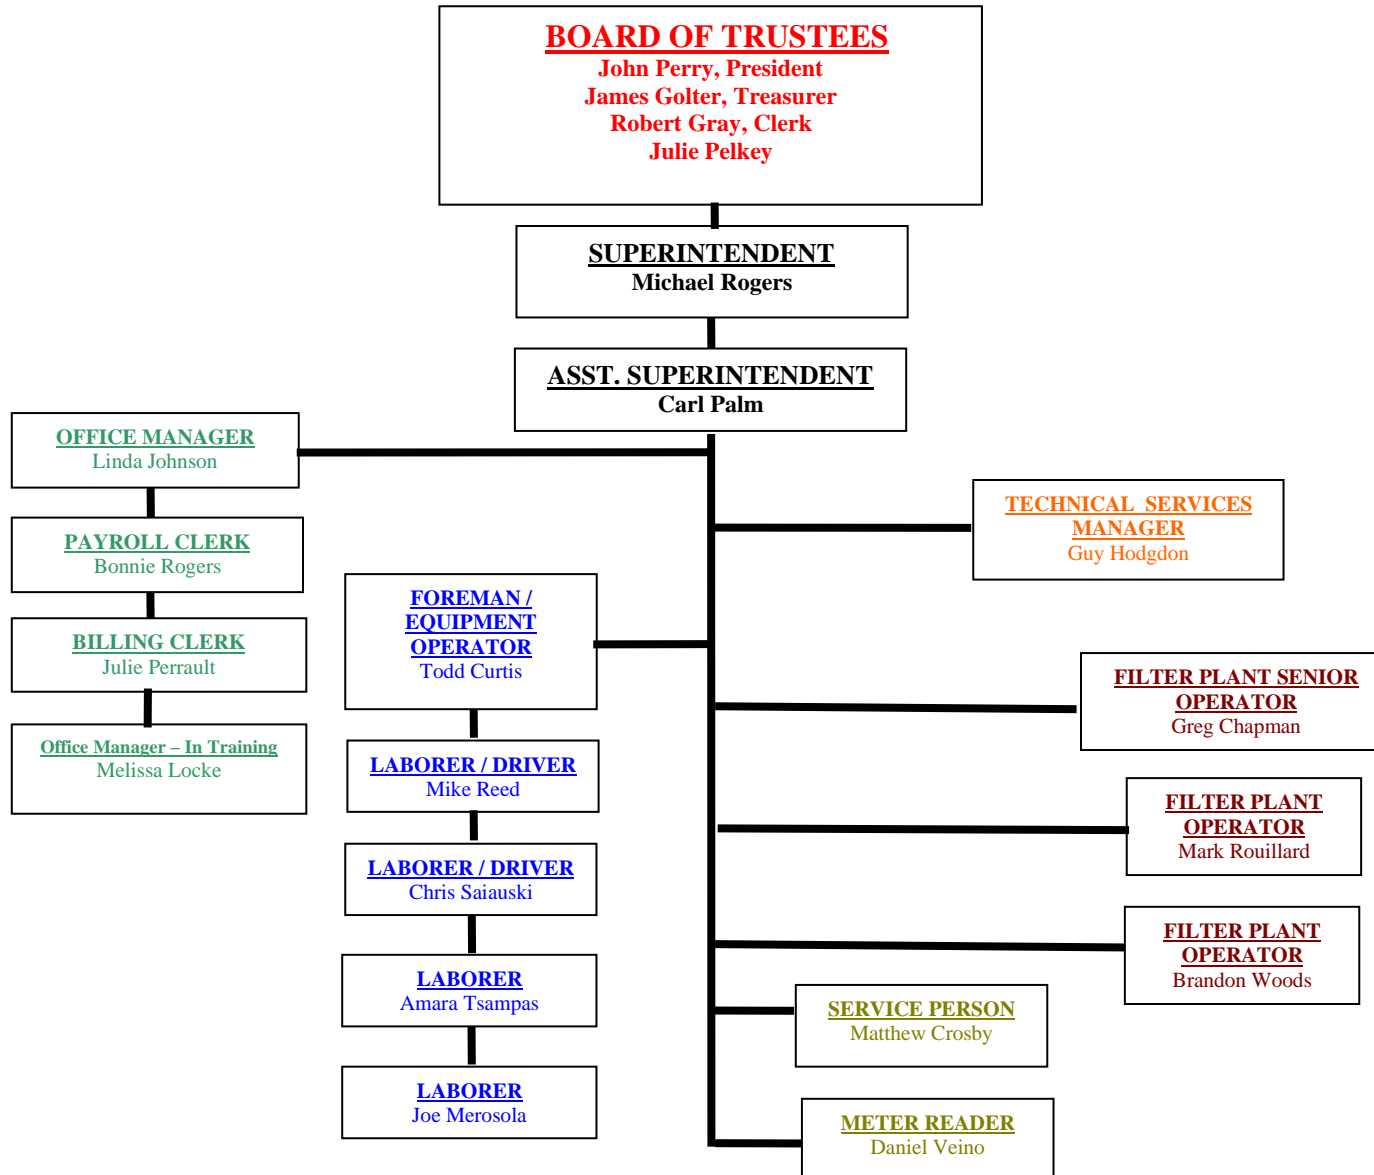 BOARD OF TRUSTEES
John Perry, President
James Golter, Treasurer
Robert Gray, Clerk
Julie Pelkey
SUPERINTENDENT
Michael Rogers
ASST. SUPERINTENDENT
Carl Palm
OFFICE MANAGER
Linda Johnson
PAYROLL CLERK
Bonnie Rogers
BILLING CLERK
Julie Perrault
Office Manager – In Training
Melissa Locke
FOREMAN /
EQUIPMENT
OPERATOR
Todd Curtis
LABORER / DRIVER
Mike Reed
LABORER / DRIVER
Chris Saiauski
LABORER
Amara Tsampas
LABORER
Joe Merosola
TECHNICAL SERVICES
MANAGER
Guy Hodgdon
FILTER PLANT SENIOR
OPERATOR
Greg Chapman
FILTER PLANT
OPERATOR
Mark Rouillard
FILTER PLANT
OPERATOR
Brandon Woods
SERVICE PERSON
Matthew Crosby
METER READER
Daniel Veino